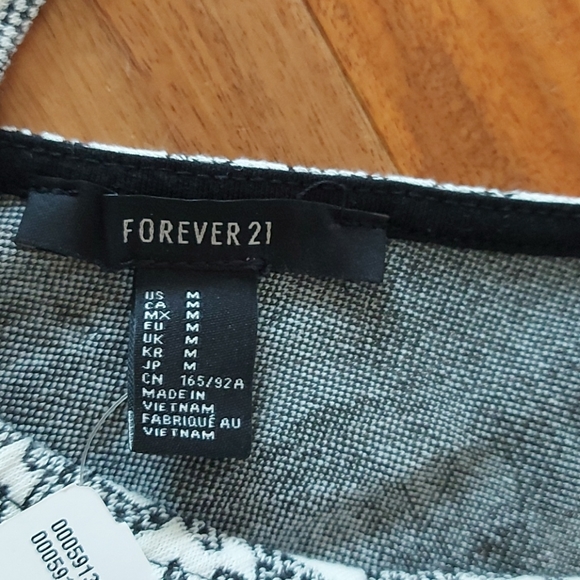 FOREVER 21
US M
CA M
MX M
EU M
UK M
KR M
JP M
CN 165/92A
MADE IN
VIETNAM
FABRIQUÉ AU
VIETNAM